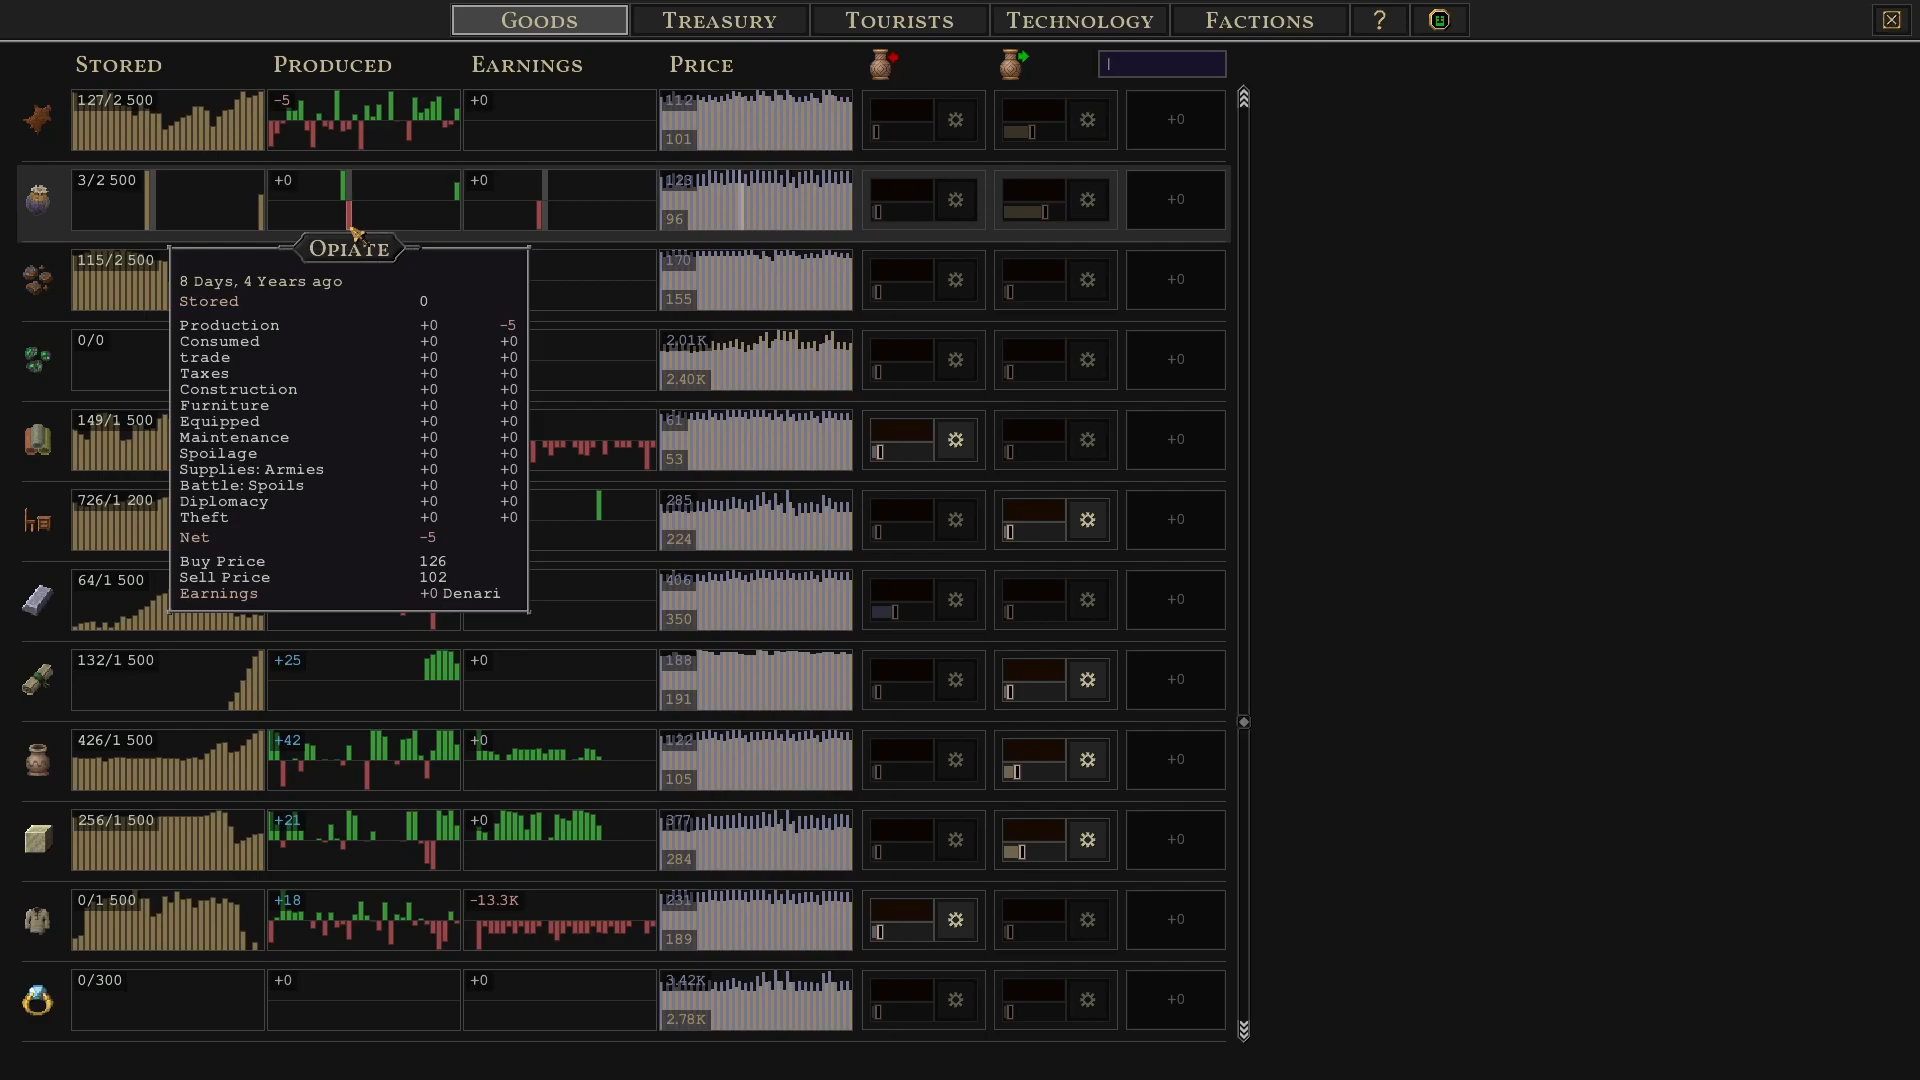 GOODS TREASURY TOURISTS TECHNOLOGY FACTIONS ?
STORED PRODUCED EARNINGS PRICE
127/2 500 -5 +0 112 101 +0
3/2 500 +0 +0 123 96 +0
OPIATE
8 Days, 4 Years ago
Stored 0
Production +0 -5
Consumed +0 +0
trade +0 +0
Taxes +0 +0
Construction +0 +0
Furniture +0 +0
Equipped +0 +0
Maintenance +0 +0
Spoilage +0 +0
Supplies: Armies +0 +0
Battle: Spoils +0 +0
Diplomacy +0 +0
Theft +0 +0
Net -5
Buy Price 126
Sell Price 102
Earnings +0 Denari
115/2 500 170 155 +0
0/0 2.01K 2.40K +0
149/1 500 61 53 +0
726/1 200 285 224 +0
64/1 500 406 350 +0
132/1 500 +25 +0 188 191 +0
426/1 500 +42 +0 122 105 +0
256/1 500 +21 +0 377 284 +0
0/1 500 +18 -13.3K 231 189 +0
0/300 +0 +0 3.42K 2.78K +0